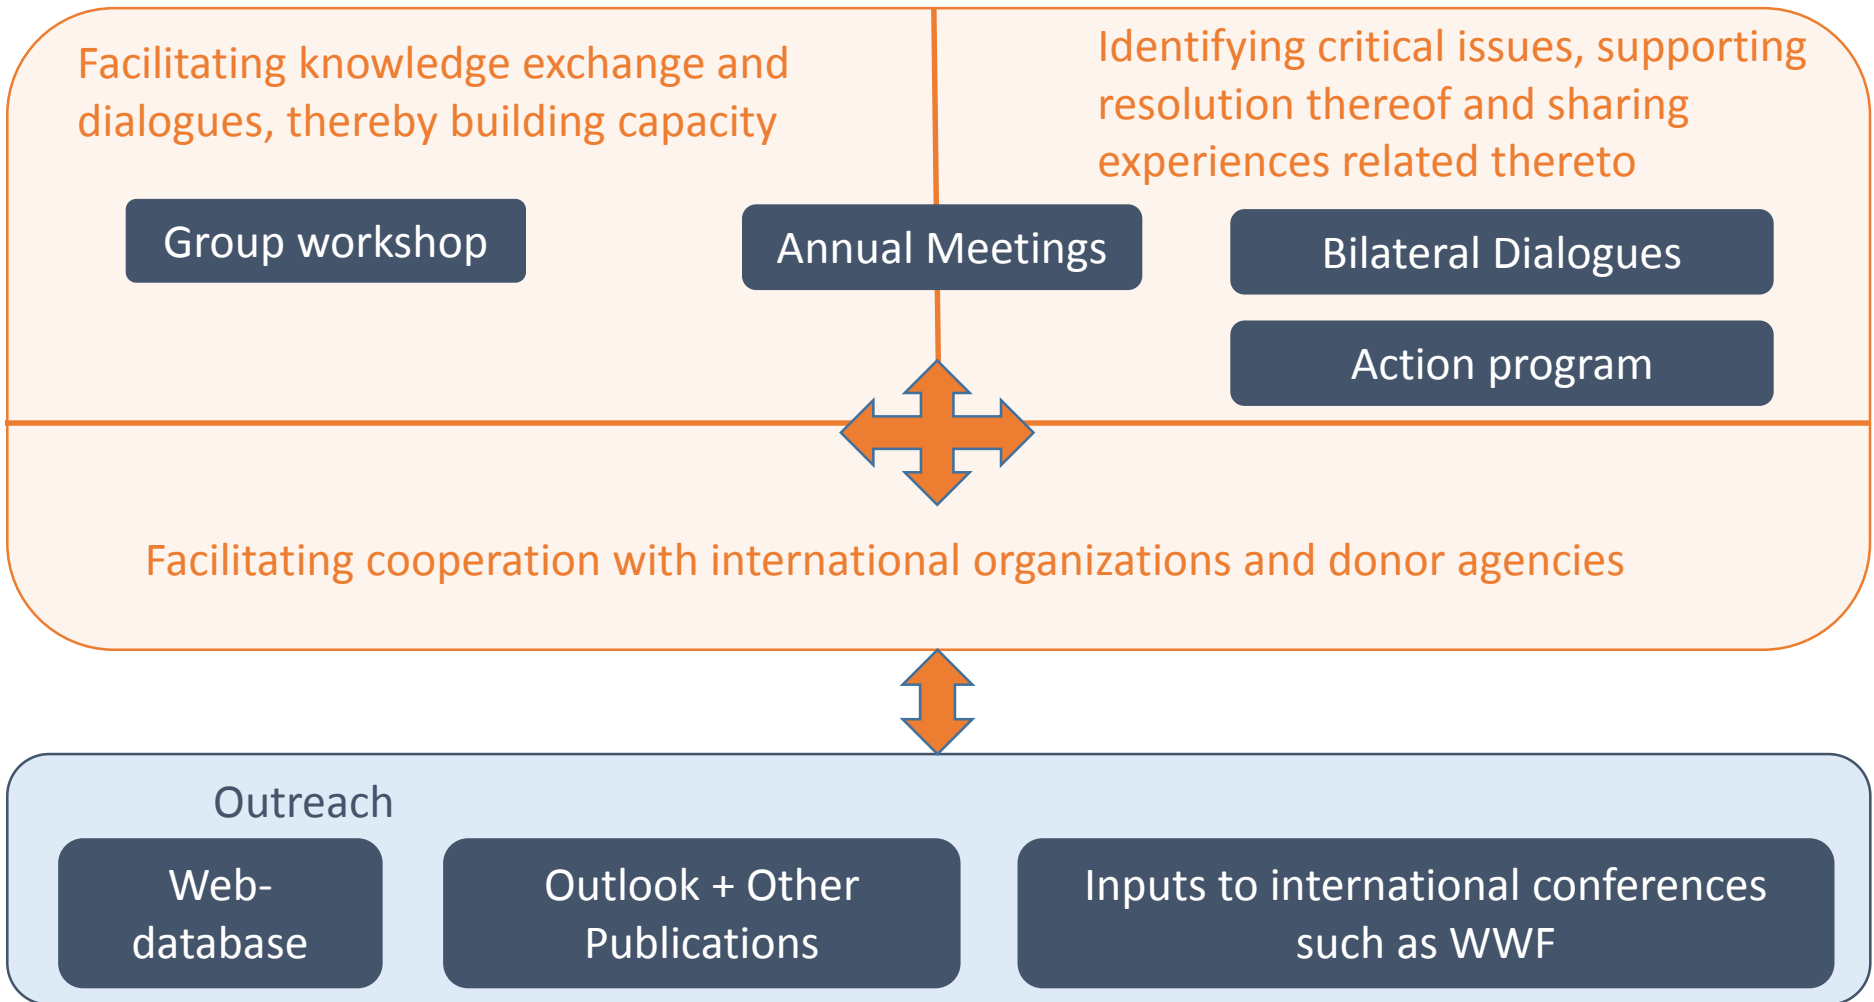 Facilitating knowledge exchange and
dialogues, thereby building capacity
Identifying critical issues, supporting
resolution thereof and sharing
experiences related thereto
Group workshop
Annual Meetings
Bilateral Dialogues
Action program
Facilitating cooperation with international organizations and donor agencies
Outreach
Web-
database
Outlook + Other
Publications
Inputs to international conferences
such as WWF